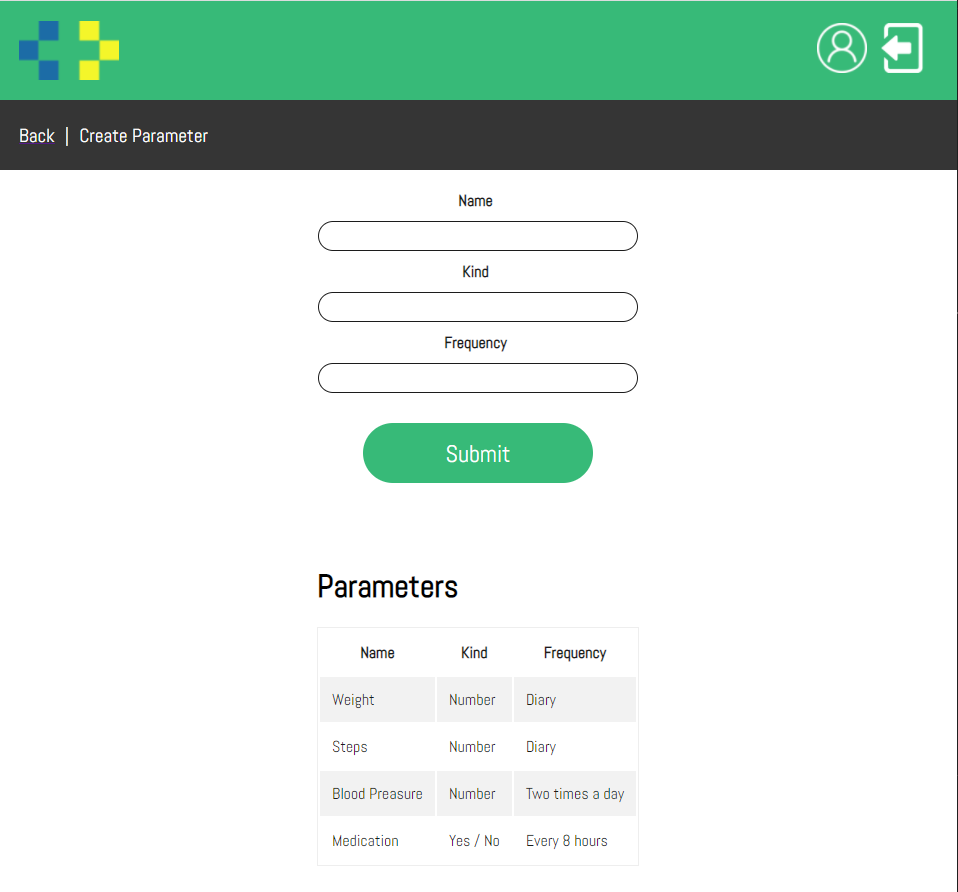 Back | Create Parameter
Name
Kind
Frequency
Submit
Parameters
Name Kind Frequency
Weight Number Diary
Steps Number Diary
Blood Preasure Number Two times a day
Medication Yes / No Every 8 hours